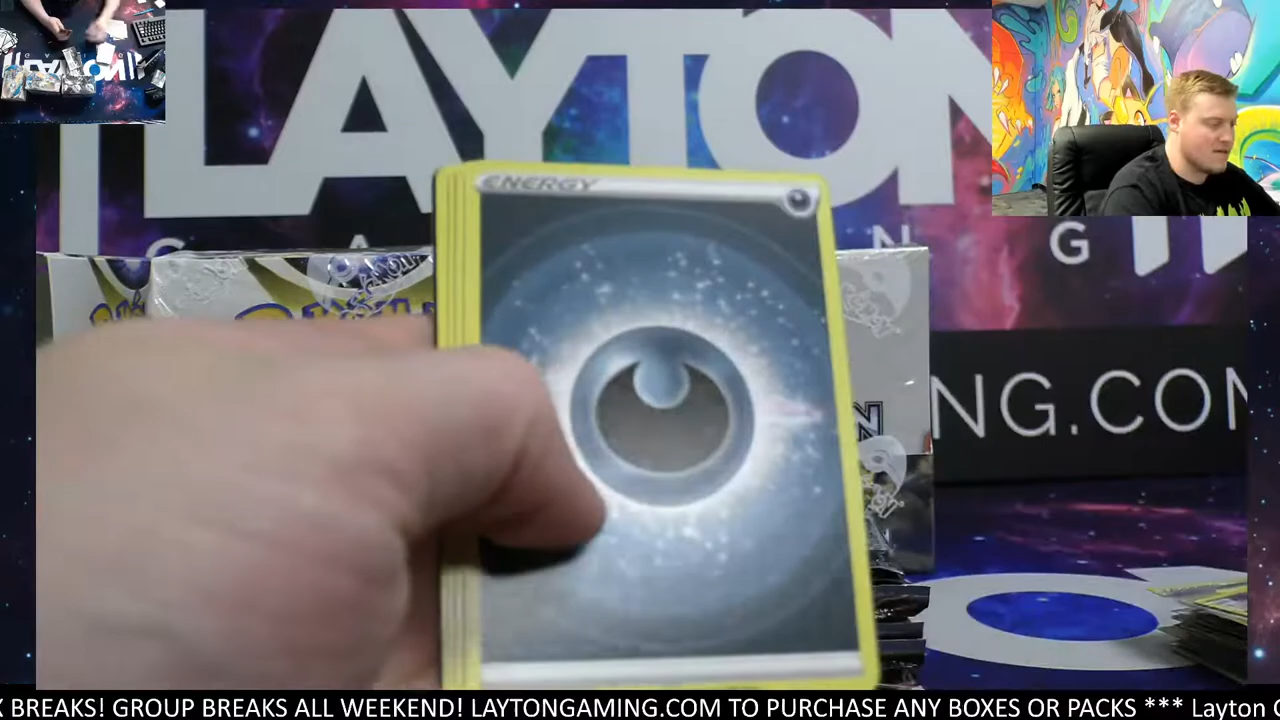 LAYTON
G A N G
ENERGY
NG.COM
X BREAKS! GROUP BREAKS ALL WEEKEND! LAYTONGAMING.COM TO PURCHASE ANY BOXES OR PACKS *** Layton G